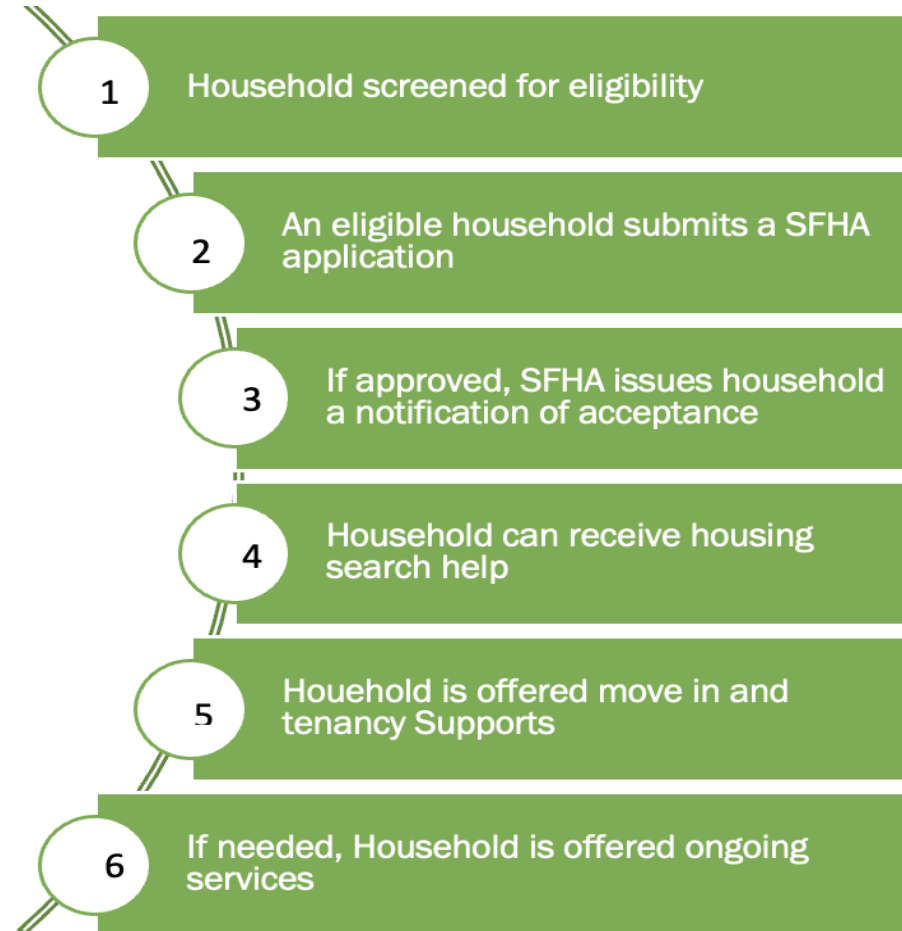 1
Household screened for eligibility
2
An eligible household submits a SFHA
application
3
If approved, SFHA issues household
a notification of acceptance
4
Household can receive housing
search help
5
Houehold is offered move in and
tenancy Supports
6
If needed, Household is offered ongoing
services